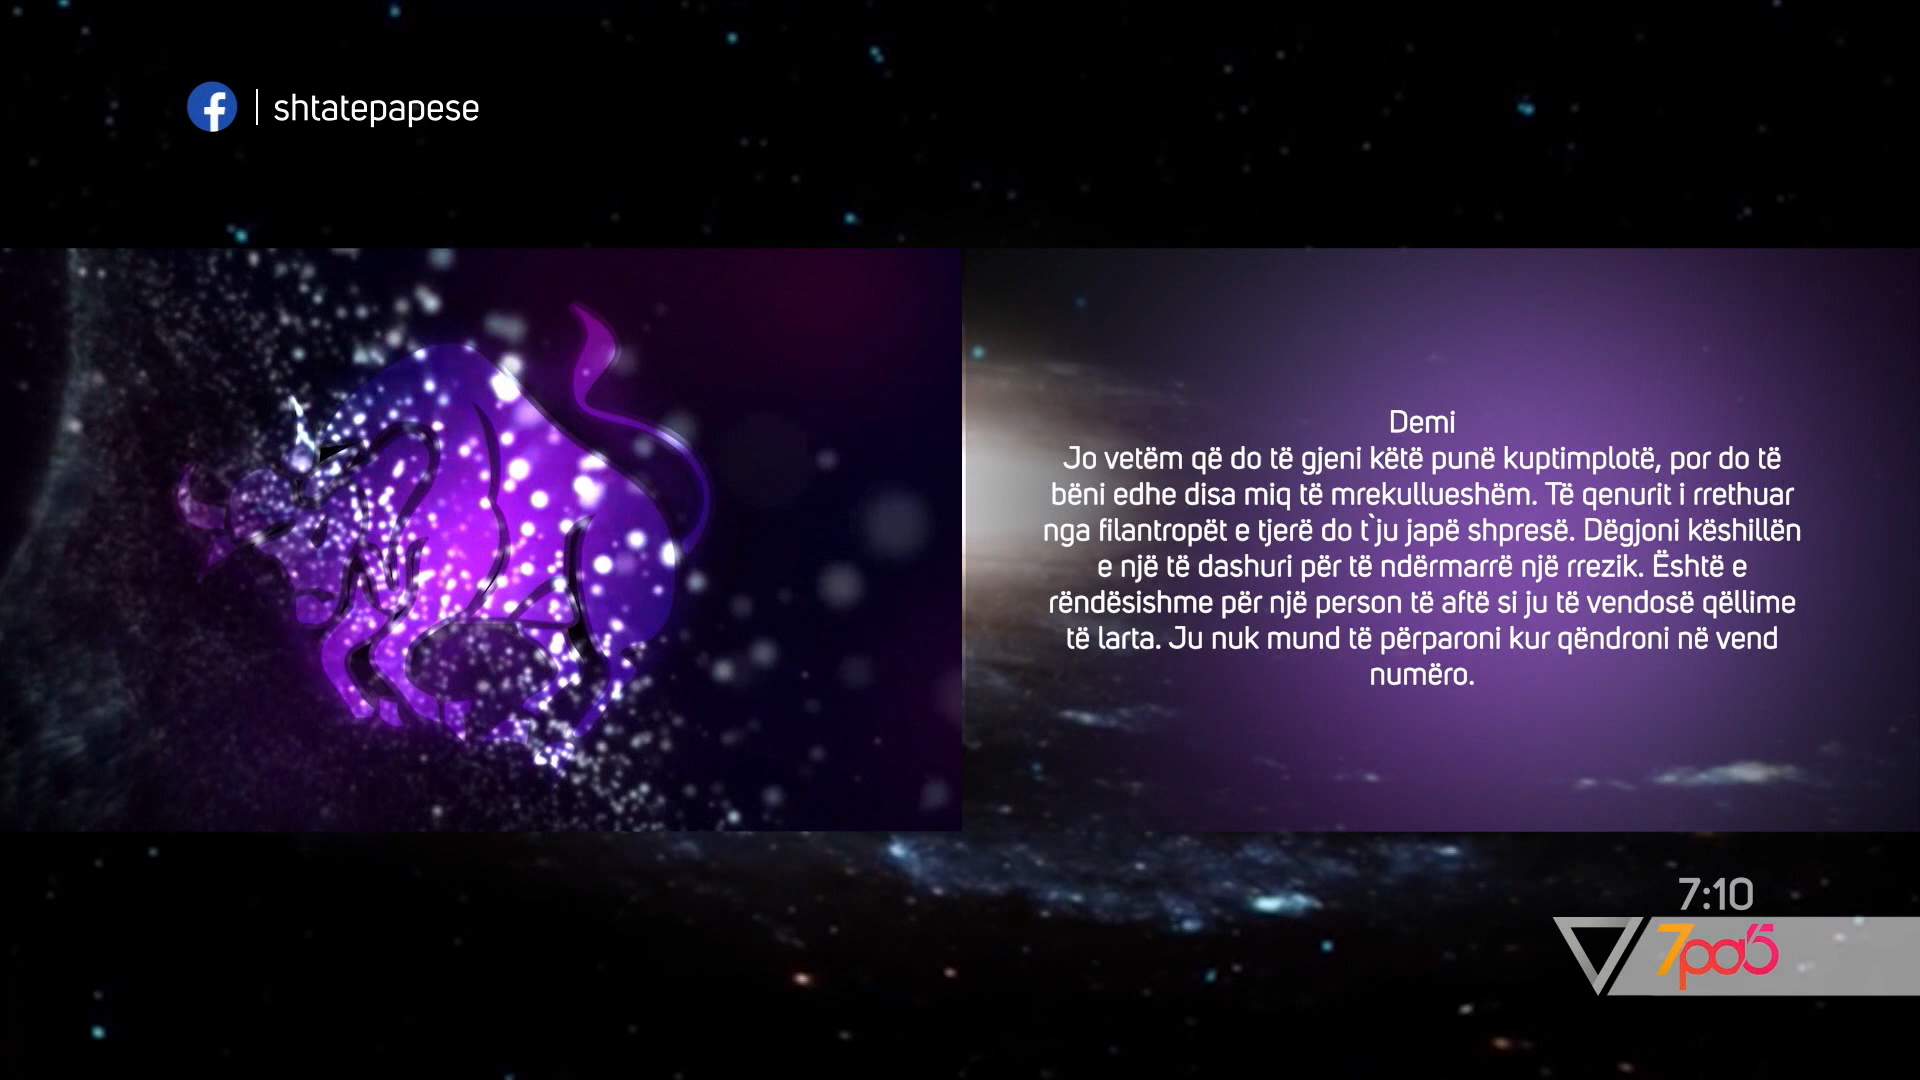 shtatepapese
Demi
Jo vetëm që do të gjeni këtë punë kuptimplotë, por do të
bëni edhe disa miq të mrekullueshëm. Të qenurit i rrethuar
nga filantropët e tjerë do t`ju japë shpresë. Dëgjoni këshillën
e një të dashuri për të ndërmarrë një rrezik. Është e
rëndësishme për një person të aftë si ju të vendosë qëllime
të larta. Ju nuk mund të përparoni kur qëndroni në vend
numëro.
7:10
7pa5